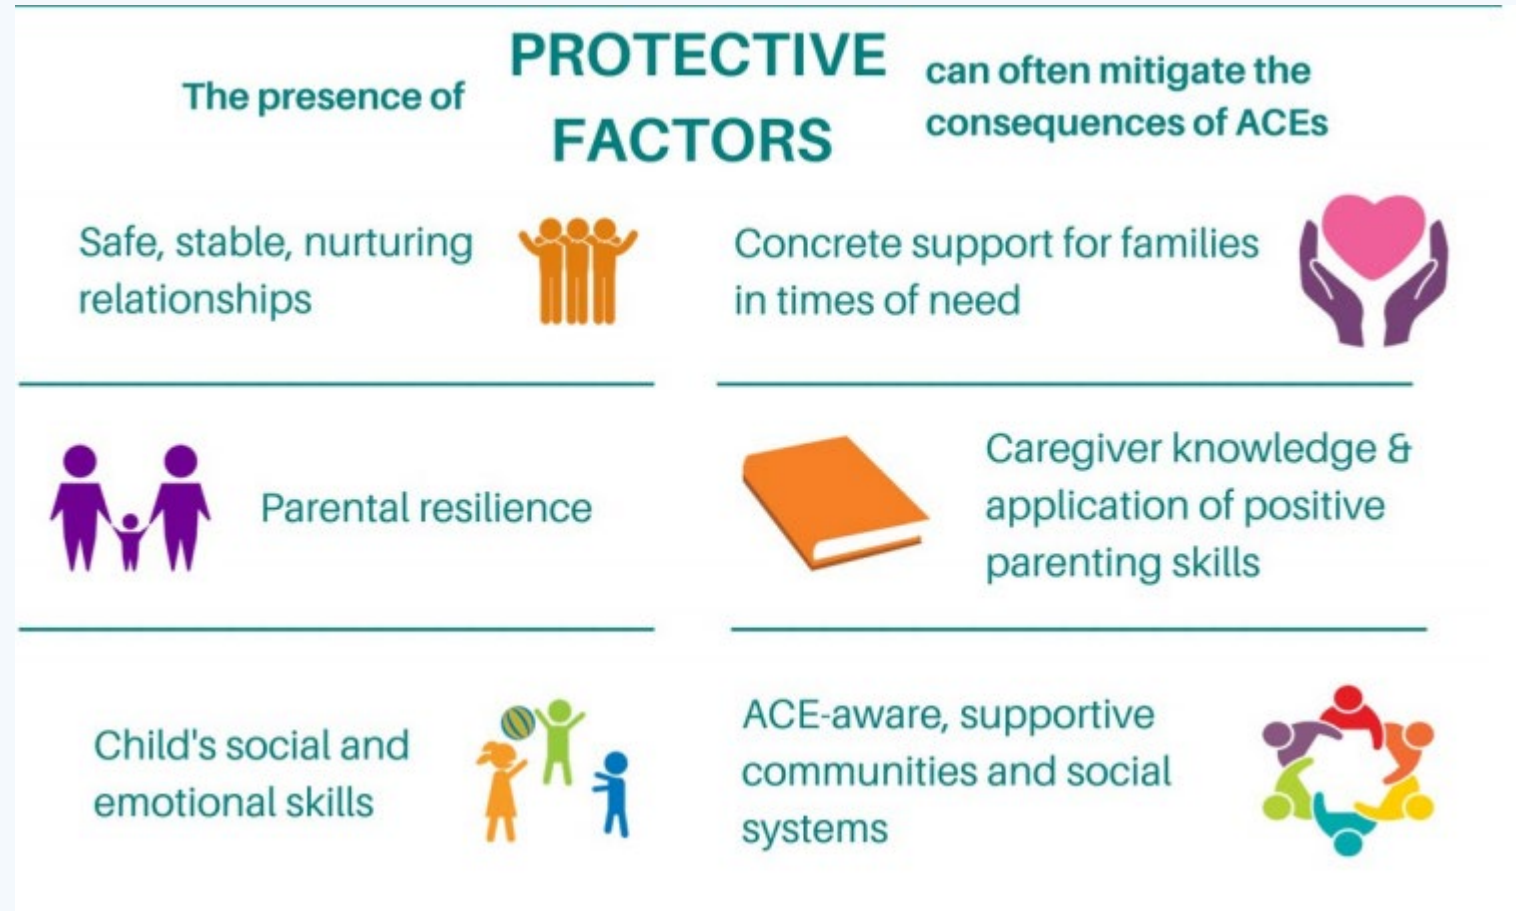 The presence of
PROTECTIVE
FACTORS
can often mitigate the
consequences of ACEs
Safe, stable, nurturing
relationships
Concrete support for families
in times of need
Parental resilience
Caregiver knowledge &
application of positive
parenting skills
Child's social and
emotional skills
ACE-aware, supportive
communities and social
systems